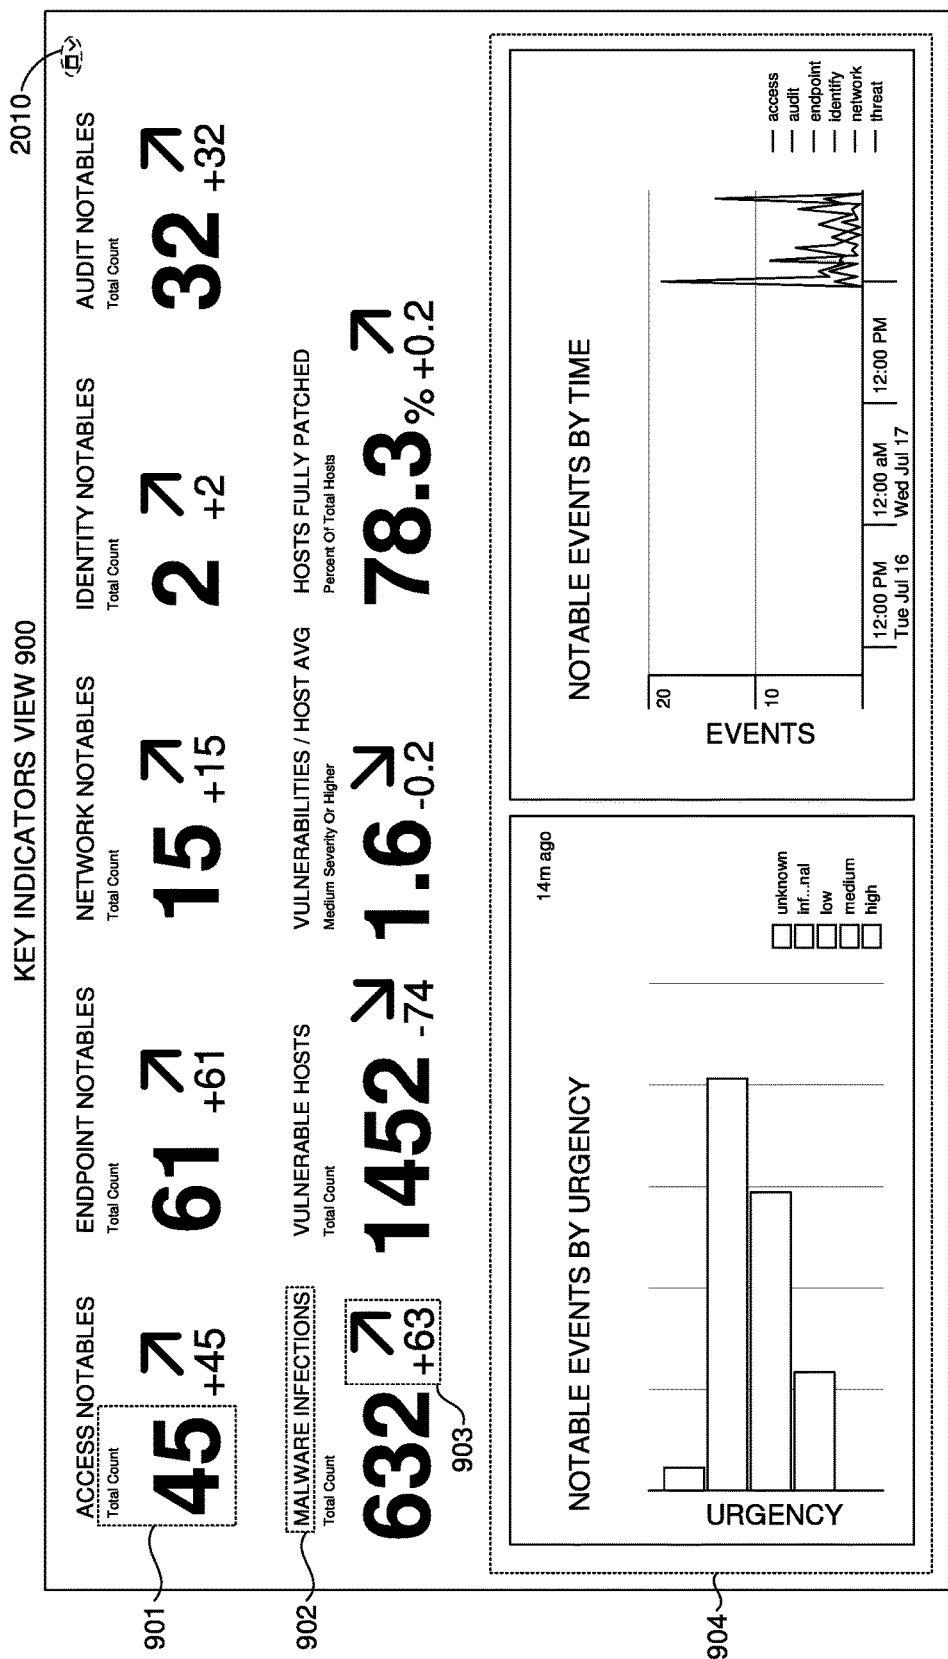 KEY INDICATORS VIEW 900
2010
ACCESS NOTABLES
Total Count
45
+45
ENDPOINT NOTABLES
Total Count
61
+61
NETWORK NOTABLES
Total Count
15
+15
IDENTITY NOTABLES
Total Count
2
+2
AUDIT NOTABLES
Total Count
32
+32
901
902
MALWARE INFECTIONS
Total Count
632
+63
903
VULNERABLE HOSTS
Total Count
1452
-74
VULNERABILITIES / HOST AVG
Medium Severity Or Higher
1.6
-0.2
HOSTS FULLY PATCHED
Percent Of Total Hosts
78.3%
+0.2
904
NOTABLE EVENTS BY URGENCY
14m ago
URGENCY
unknown
inf...nal
low
medium
high
NOTABLE EVENTS BY TIME
EVENTS
20
10
12:00 PM
Tue Jul 16
12:00 aM
Wed Jul 17
12:00 PM
access
audit
endpoint
identify
network
threat